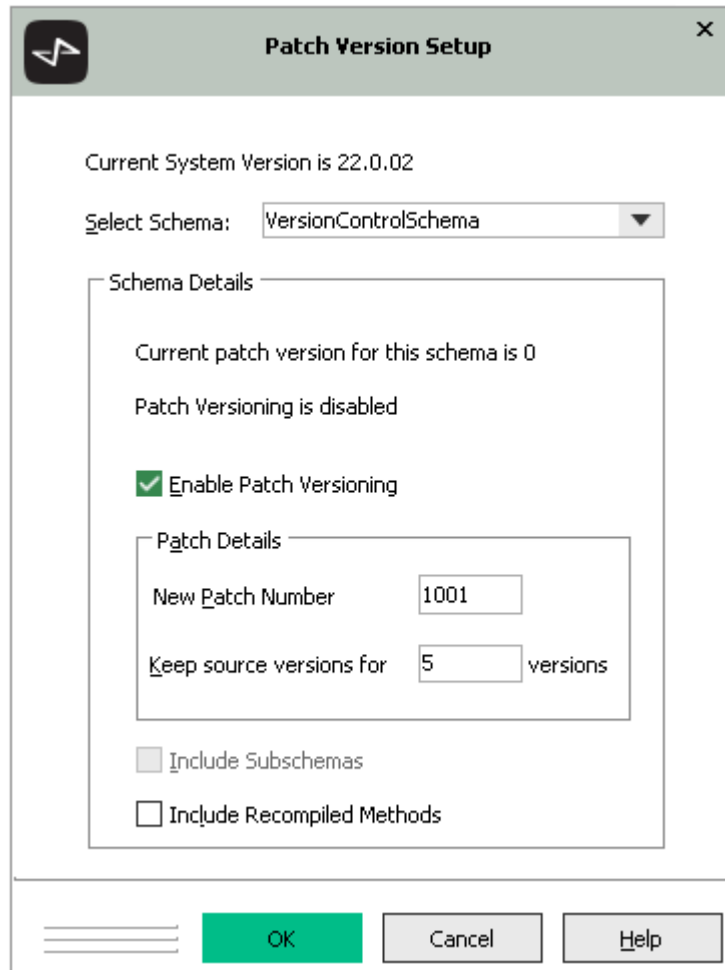 Patch Version Setup
Current System Version is 22.0.02
Select Schema: VersionControlSchema
Schema Details
Current patch version for this schema is 0
Patch Versioning is disabled
Enable Patch Versioning
Patch Details
New Patch Number 1001
Keep source versions for 5 versions
Include Subschemas
Include Recompiled Methods
OK Cancel Help